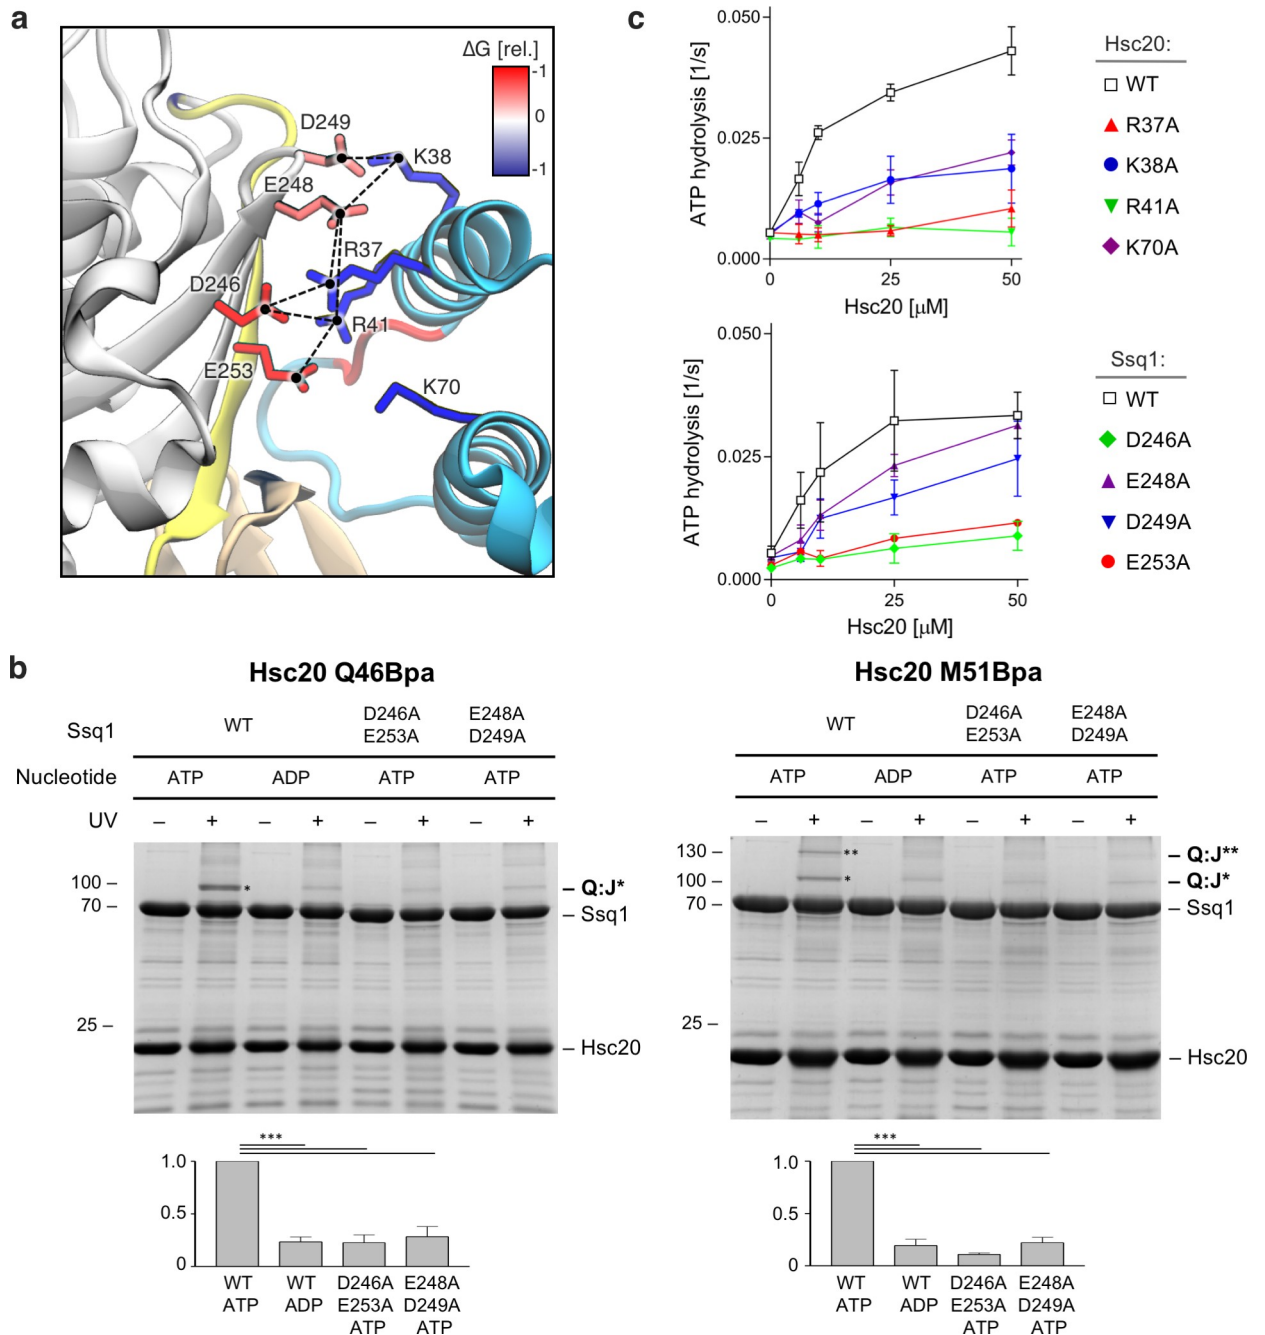 a
ΔG [rel.]
-1
0
-1
D249
K38
E248
R37
D246
R41
E253
K70
c
0.050
0.025
0.000
ATP hydrolysis [1/s]
0
25
50
Hsc20 [µM]
Hsc20:
WT
R37A
K38A
R41A
K70A
0.050
0.025
0.000
ATP hydrolysis [1/s]
0
25
50
Hsc20 [µM]
Ssq1:
WT
D246A
E248A
D249A
E253A
b
Hsc20 Q46Bpa
Ssq1
WT
D246A
E253A
E248A
D249A
Nucleotide
ATP
ADP
ATP
ATP
UV
– + – + – + – +
100 –
70 –
25 –
*
– Q:J*
– Ssq1
– Hsc20
***
1.0
0.5
0
WT
ATP
WT
ADP
D246A
E253A
ATP
E248A
D249A
ATP
Hsc20 M51Bpa
WT
D246A
E253A
E248A
D249A
ATP
ADP
ATP
ATP
– + – + – + – +
130 –
100 –
70 –
25 –
**
*
– Q:J**
– Q:J*
– Ssq1
– Hsc20
***
1.0
0.5
0
WT
ATP
WT
ADP
D246A
E253A
ATP
E248A
D249A
ATP